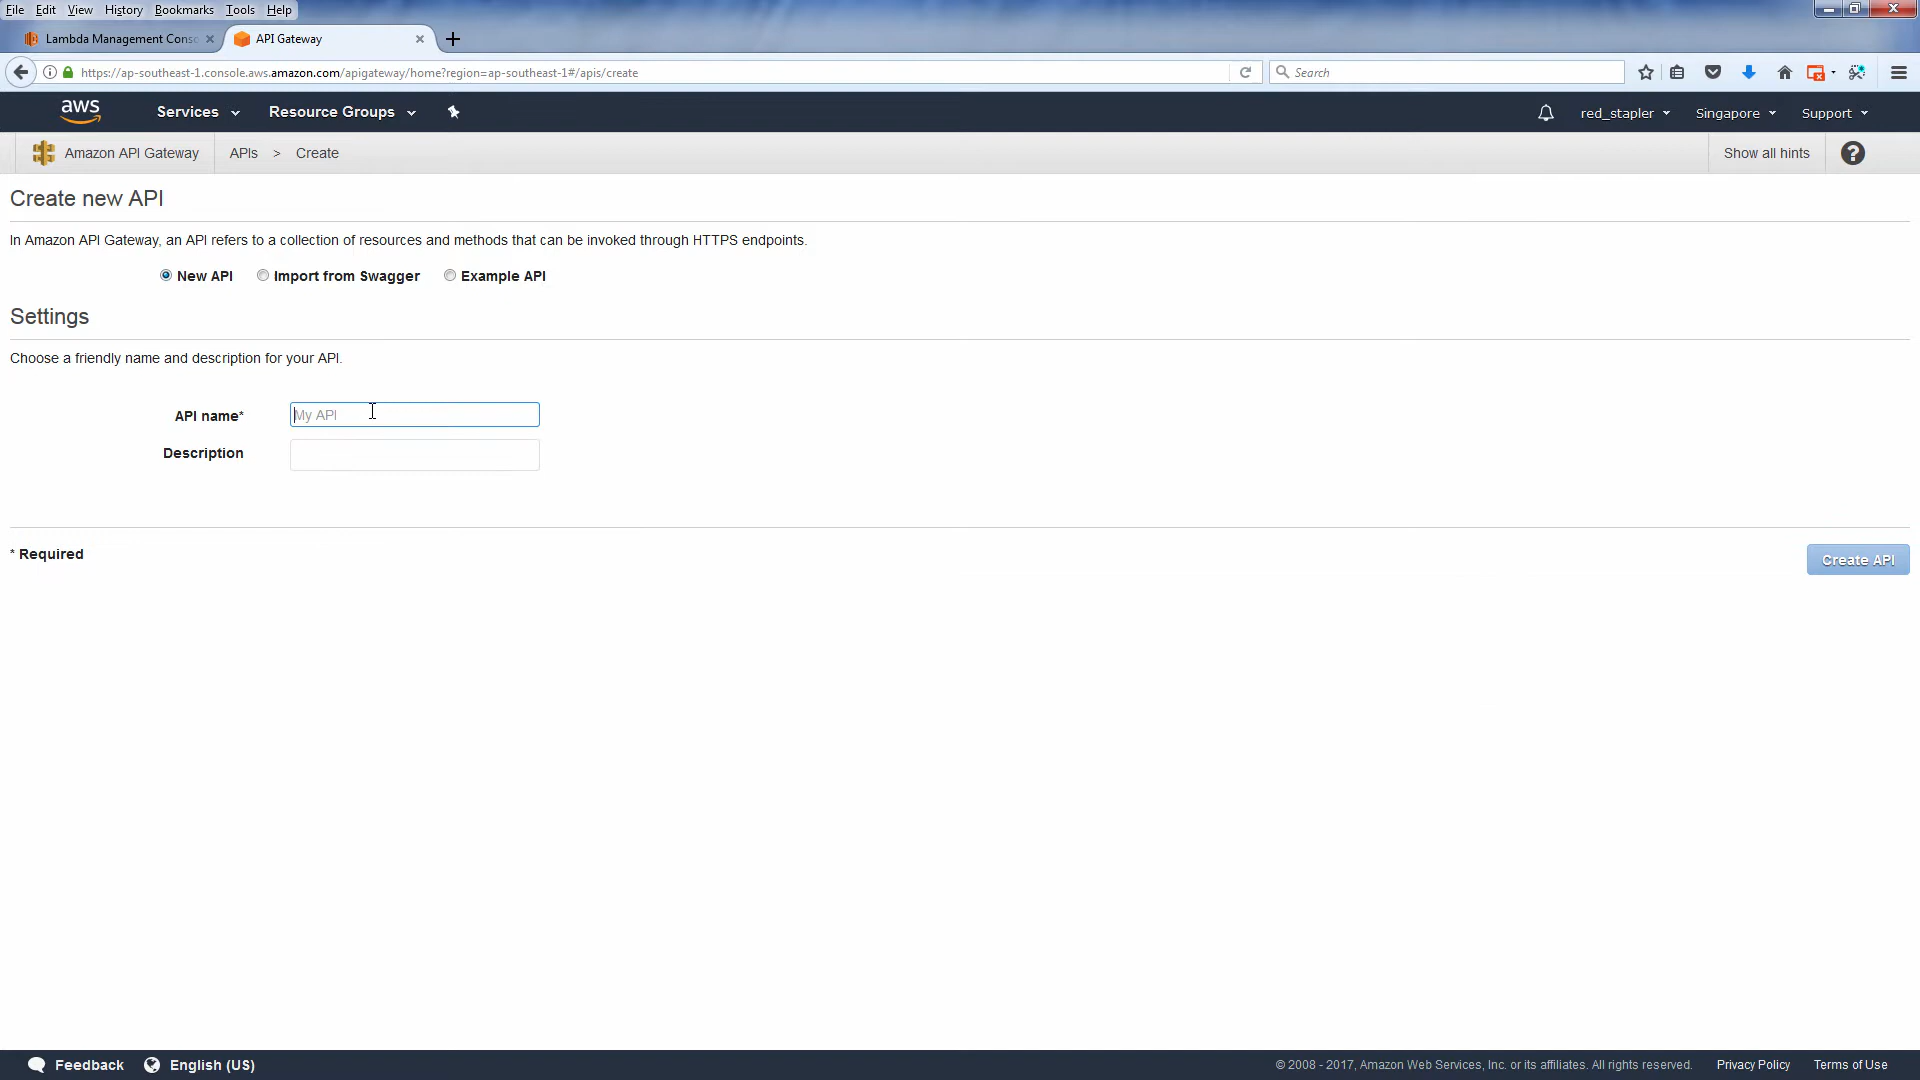 File Edit View History Bookmarks Tools Help
Lambda Management Conso
API Gateway
https://ap-southeast-1.console.aws.amazon.com/apigateway/home?region=ap-southeast-1#/apis/create
Search
aws Services Resource Groups red_stapler Singapore Support
Amazon API Gateway APIs > Create Show all hints ?
Create new API
In Amazon API Gateway, an API refers to a collection of resources and methods that can be invoked through HTTPS endpoints.
New API Import from Swagger Example API
Settings
Choose a friendly name and description for your API.
API name* My API
Description
* Required
Create API
Feedback English (US) © 2008 - 2017, Amazon Web Services, Inc. or its affiliates. All rights reserved. Privacy Policy Terms of Use